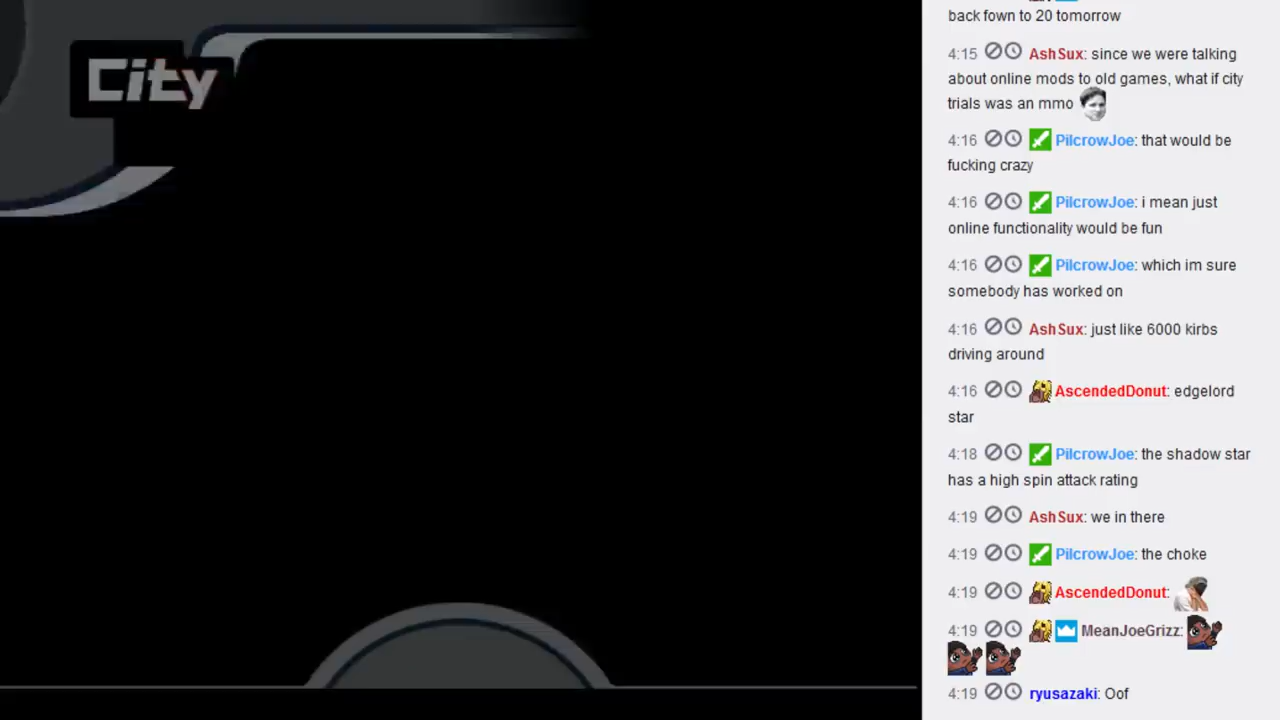 City
back fown to 20 tomorrow
4:15 AshSux: since we were talking
about online mods to old games, what if city
trials was an mmo
4:16 PilcrowJoe: that would be
fucking crazy
4:16 PilcrowJoe: i mean just
online functionality would be fun
4:16 PilcrowJoe: which im sure
somebody has worked on
4:16 AshSux: just like 6000 kirbs
driving around
4:16 AscendedDonut: edgelord
star
4:18 PilcrowJoe: the shadow star
has a high spin attack rating
4:19 AshSux: we in there
4:19 PilcrowJoe: the choke
4:19 AscendedDonut:
4:19 MeanJoeGrizz:
4:19 ryusazaki: Oof